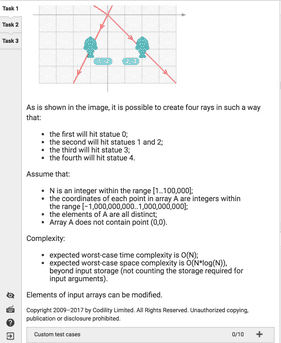 Task 1
Task 2
Task 3
As is shown in the image, it is possible to create four rays in such a way
that:
• the first will hit statue 0;
• the second will hit statues 1 and 2;
• the third will hit statue 3;
• the fourth will hit statue 4.
Assume that:
• N is an integer within the range [1..100,000];
• the coordinates of each point in array A are integers within
the range [−1,000,000,000..1,000,000,000];
• the elements of A are all distinct;
• Array A does not contain point (0,0).
Complexity:
• expected worst-case time complexity is O(N);
• expected worst-case space complexity is O(N*log(N)),
beyond input storage (not counting the storage required for
input arguments).
Elements of input arrays can be modified.
Copyright 2009–2017 by Codility Limited. All Rights Reserved. Unauthorized copying,
publication or disclosure prohibited.
Custom test cases 0/10 +